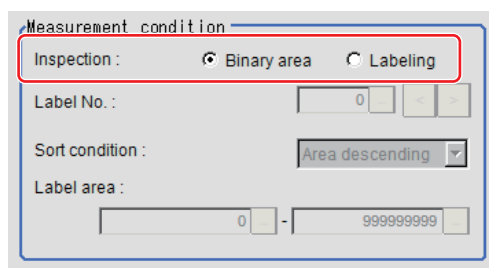 Measurement condition
Inspection : Binary area Labeling
Label No. : 0 ... < >
Sort condition : Area descending
Label area :
0 ... - 999999999 ...